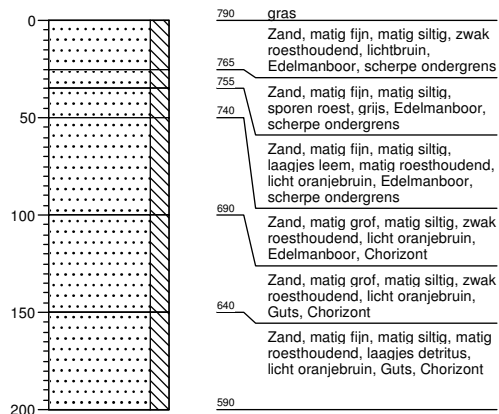 0
50
100
150
200
790
gras
Zand, matig fijn, matig siltig, zwak
roesthoudend, lichtbruin,
Edelmanboor, scherpe ondergrens
765
Zand, matig fijn, matig siltig,
sporen roest, grijs, Edelmanboor,
scherpe ondergrens
755
Zand, matig fijn, matig siltig,
laagjes leem, matig roesthoudend,
licht oranjebruin, Edelmanboor,
scherpe ondergrens
740
Zand, matig grof, matig siltig, zwak
roesthoudend, licht oranjebruin,
Edelmanboor, Chorizont
690
Zand, matig grof, matig siltig, zwak
roesthoudend, licht oranjebruin,
Guts, Chorizont
640
Zand, matig fijn, matig siltig, matig
roesthoudend, laagjes detritus,
licht oranjebruin, Guts, Chorizont
590